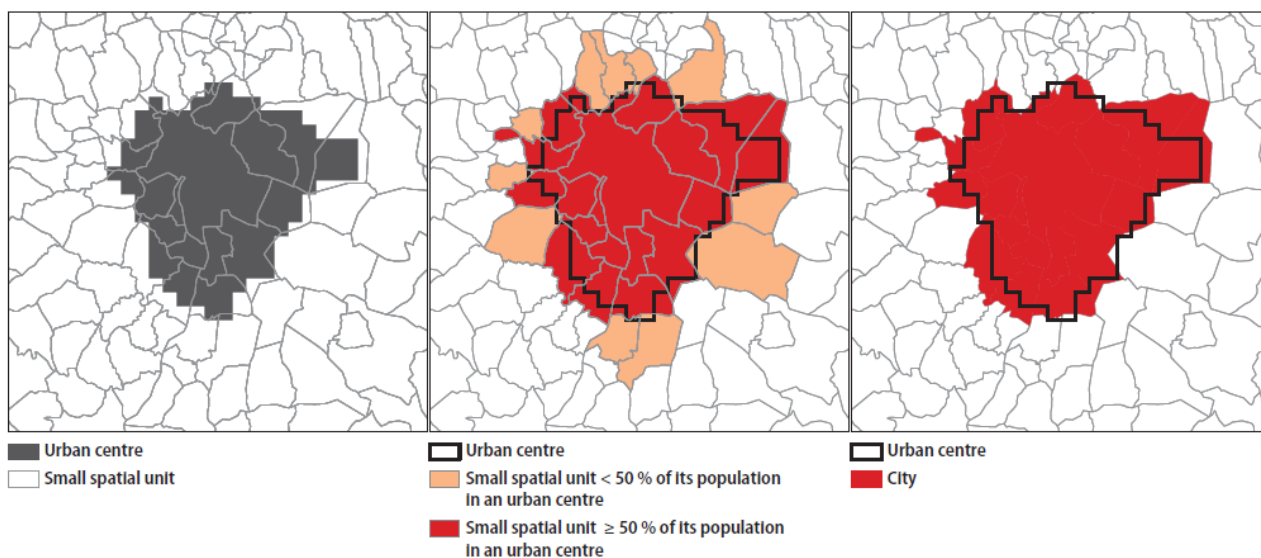 Urban centre
Small spatial unit
Urban centre
Small spatial unit < 50 % of its population
in an urban centre
Small spatial unit ≥ 50 % of its population
in an urban centre
Urban centre
City